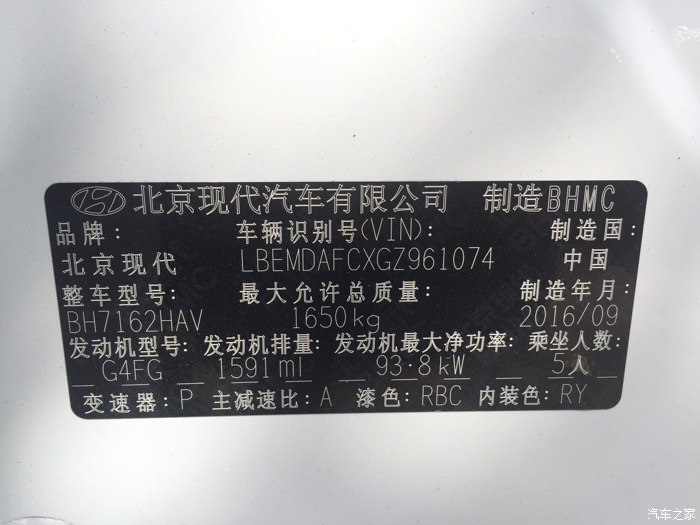 北京现代汽车有限公司 制造BHMC
品牌: 车辆识别号(VIN): 制造国:
北京现代 LBEMDAFCXGZ961074 中国
整车型号: 最大允许总质量: 制造年月:
BH7162HAV 1650kg 2016/09
发动机型号: 发动机排量: 发动机最大净功率: 乘坐人数:
G4FG 1591ml 93.8kW 5人
变速器: P 主减速比: A 漆色: RBC 内装色: RY
汽车之家